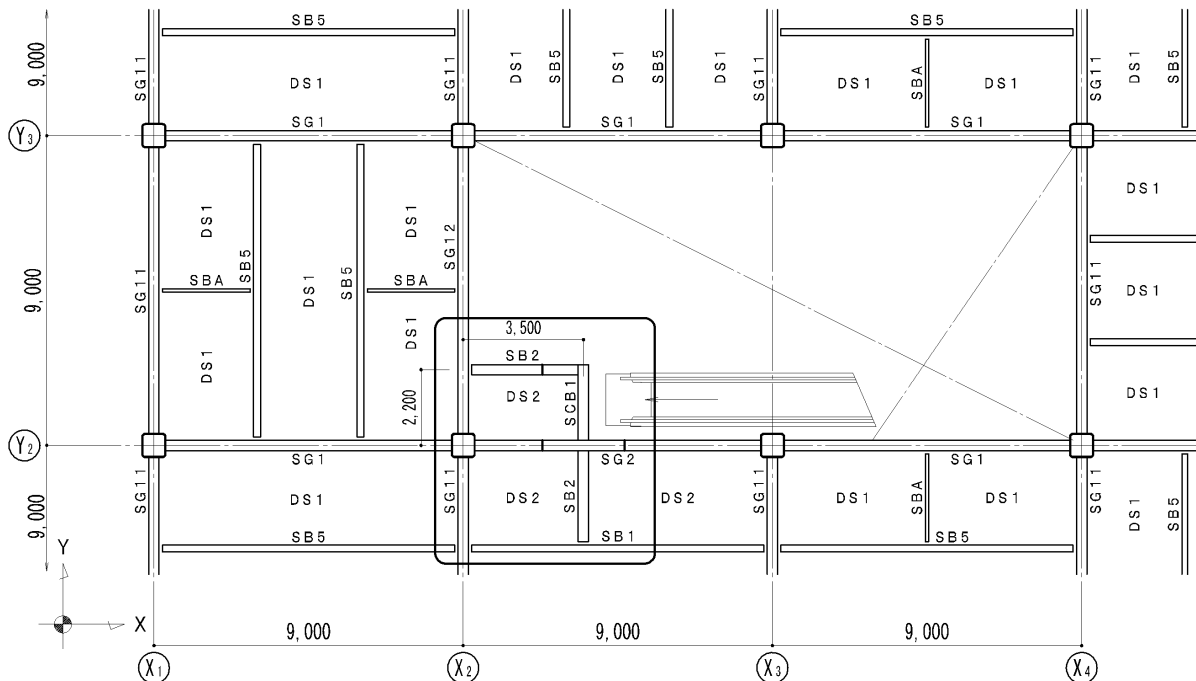 SB5
SB5
9,000
SG11
DS1
SG12
DS1
SB5
DS1
SB5
DS1
SG11
DS1
SBA
DS1
SG11
DS1
SB5
Y3
SG1
SG1
SG1
DS1
SBA
DS1
SB5
DS1
SB5
DS1
SBA
DS1
SG12
SG11
9,000
DS1
SG11
DS1
DS1
3,500
SB2
2,200
DS2
SCB1
Y2
SG1
SG2
SG1
9,000
SG11
DS1
SB5
DS2
SB2
DS2
SB1
SG11
DS1
SBA
DS1
SB5
SG11
DS1
SB5
Y
X
9,000
9,000
9,000
X1
X2
X3
X4